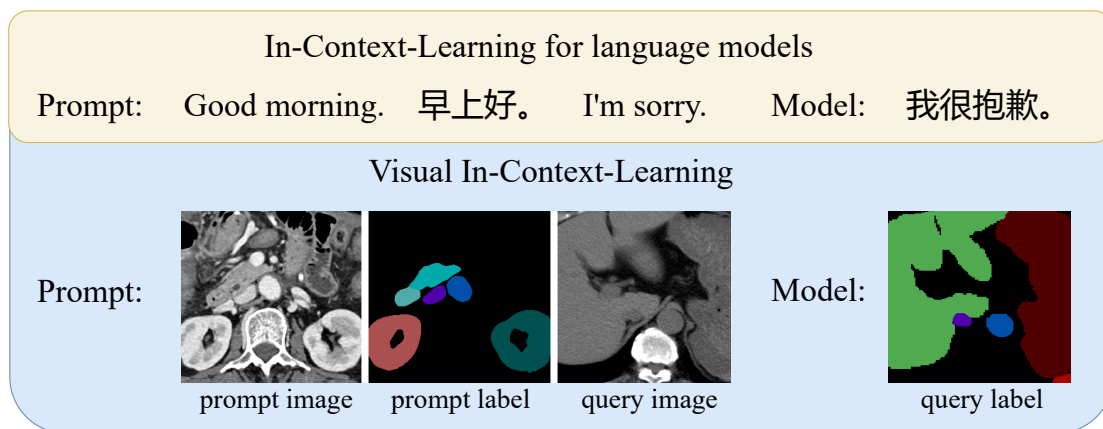 In-Context-Learning for language models
Prompt: Good morning. 早上好。 I'm sorry. Model: 我很抱歉。
Visual In-Context-Learning
Prompt: Model:
prompt image prompt label query image query label